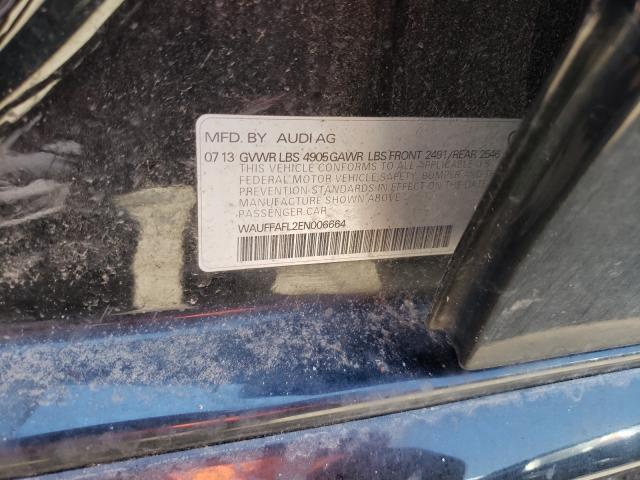 MFD. BY AUDI AG
07 13 GVWR LBS 4905 GAWR LBS FRONT 2491/REAR 2546
THIS VEHICLE CONFORMS TO ALL APPLICABLE
FEDERAL MOTOR VEHICLE SAFETY, BUMPER AND
PREVENTION STANDARDS IN EFFECT ON THE DATE
MANUFACTURE SHOWN ABOVE
PASSENGER CAR
WAUFFAFL2EN006664